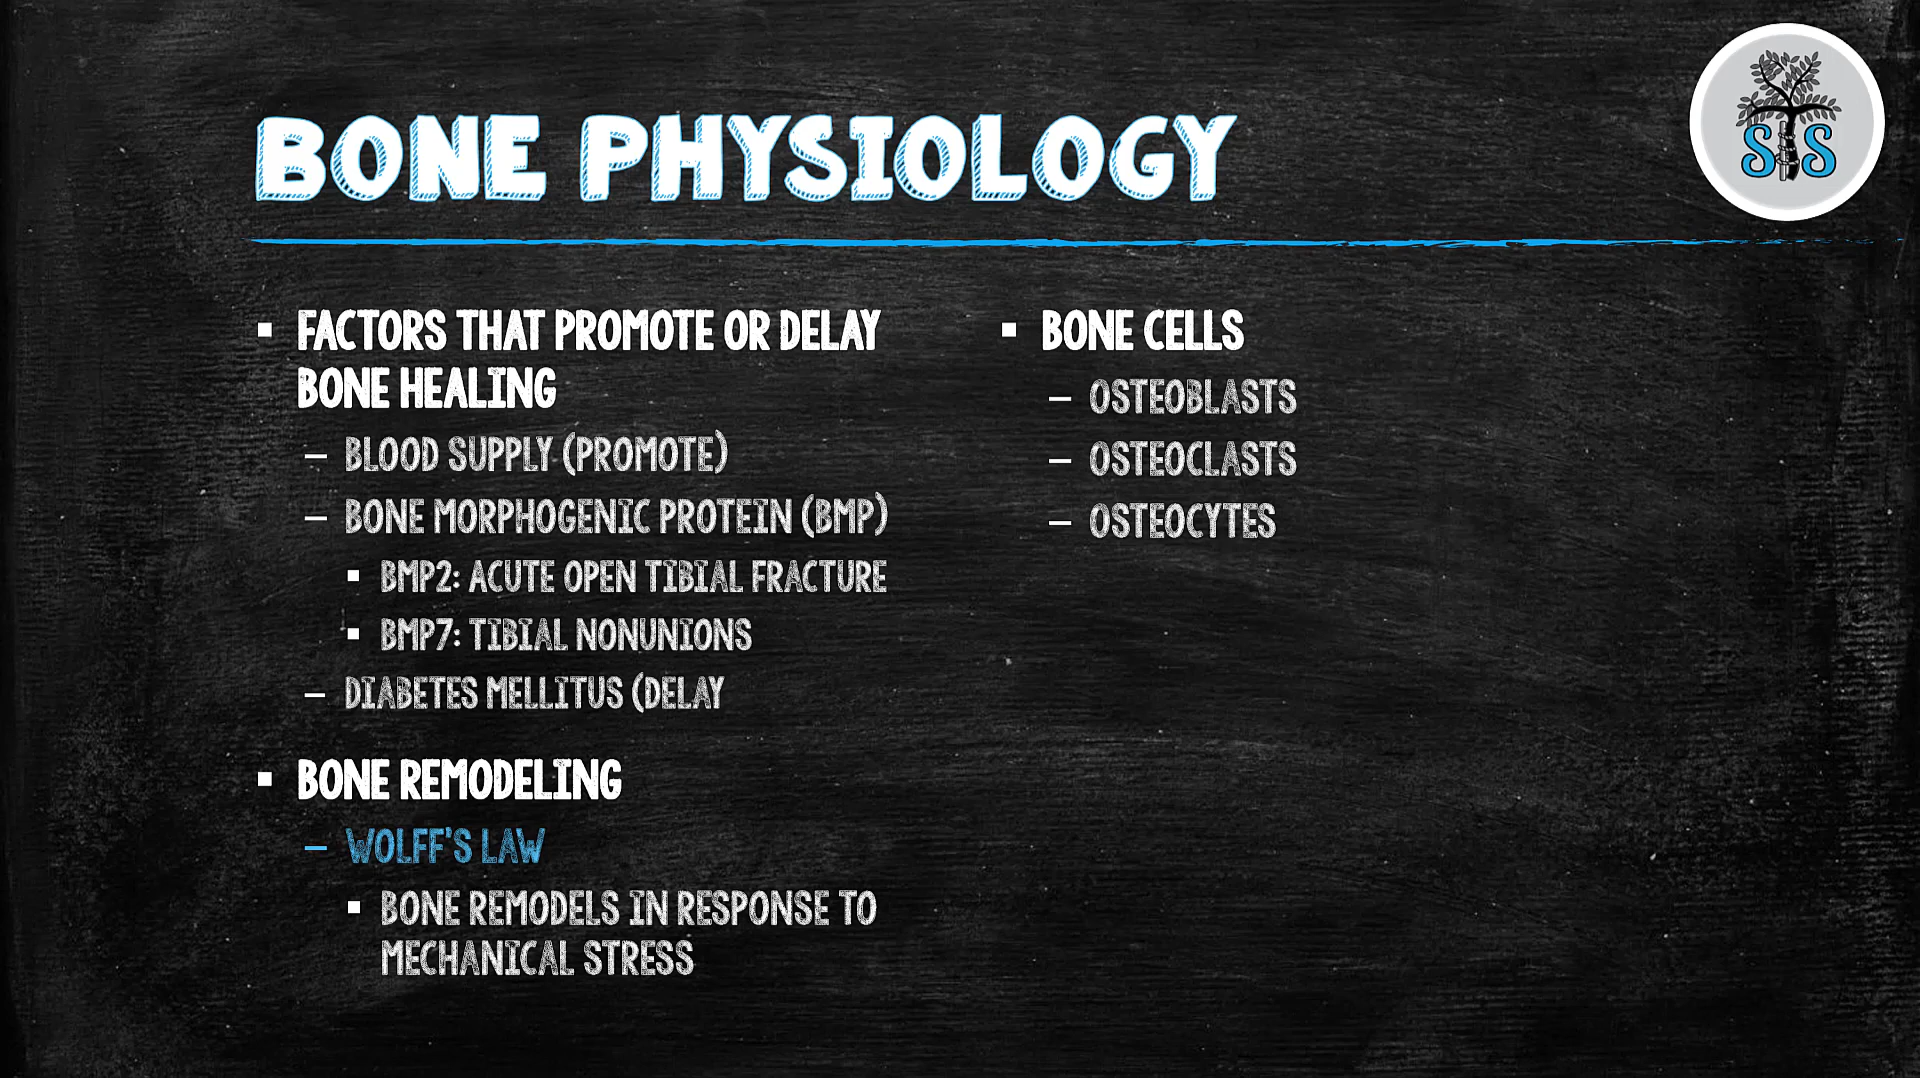 BONE PHYSIOLOGY
SIS
▪ FACTORS THAT PROMOTE OR DELAY
BONE HEALING
– BLOOD SUPPLY (PROMOTE)
– BONE MORPHOGENIC PROTEIN (BMP)
▪ BMP2: ACUTE OPEN TIBIAL FRACTURE
▪ BMP7: TIBIAL NONUNIONS
– DIABETES MELLITUS (DELAY
▪ BONE REMODELING
– WOLFF'S LAW
▪ BONE REMODELS IN RESPONSE TO
MECHANICAL STRESS
▪ BONE CELLS
– OSTEOBLASTS
– OSTEOCLASTS
– OSTEOCYTES